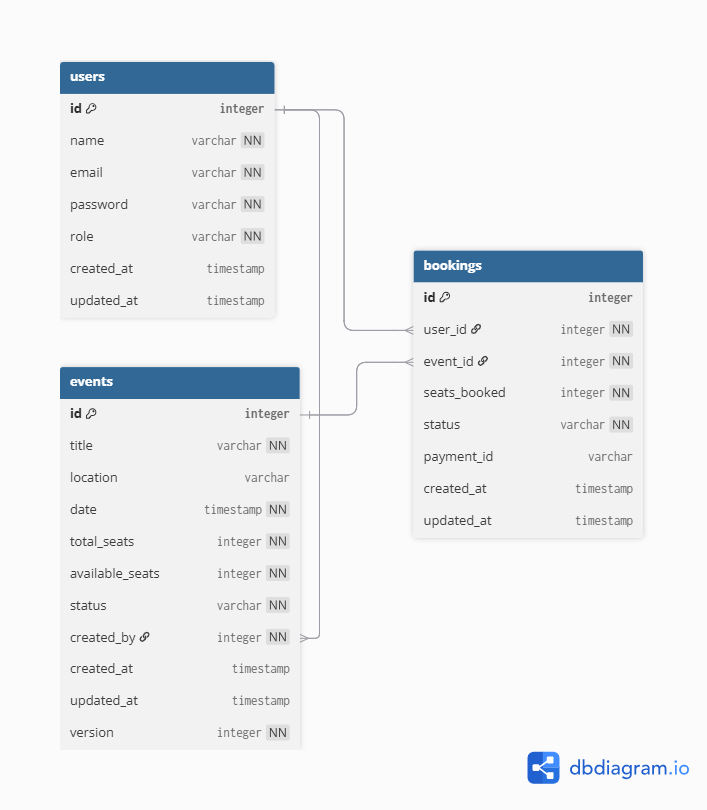 users
id integer
name varchar NN
email varchar NN
password varchar NN
role varchar NN
created_at timestamp
updated_at timestamp
events
id integer
title varchar NN
location varchar
date timestamp NN
total_seats integer NN
available_seats integer NN
status varchar NN
created_by integer NN
created_at timestamp
updated_at timestamp
version integer NN
bookings
id integer
user_id integer NN
event_id integer NN
seats_booked integer NN
status varchar NN
payment_id varchar
created_at timestamp
updated_at timestamp
dbdiagram.io